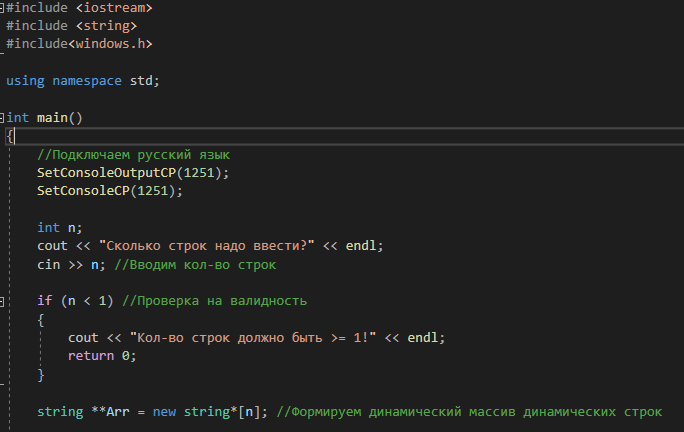 #include <iostream>
#include <string>
#include<windows.h>
using namespace std;
int main()
{
//Подключаем русский язык
SetConsoleOutputCP(1251);
SetConsoleCP(1251);
int n;
cout << "Сколько строк надо ввести?" << endl;
cin >> n; //Вводим кол-во строк
if (n < 1) //Проверка на валидность
{
cout << "Кол-во строк должно быть >= 1!" << endl;
return 0;
}
string **Arr = new string*[n]; //Формируем динамический массив динамических строк